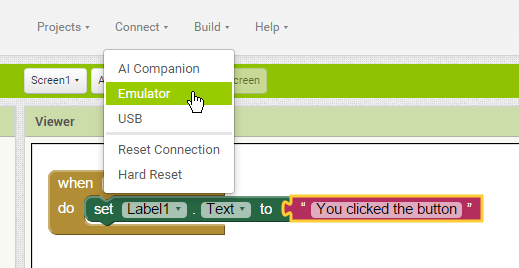 Projects Connect Build Help
AI Companion
Screen1 A creen
Emulator
USB
Viewer
Reset Connection
Hard Reset
when
do set Label1 . Text to “ You clicked the button ”